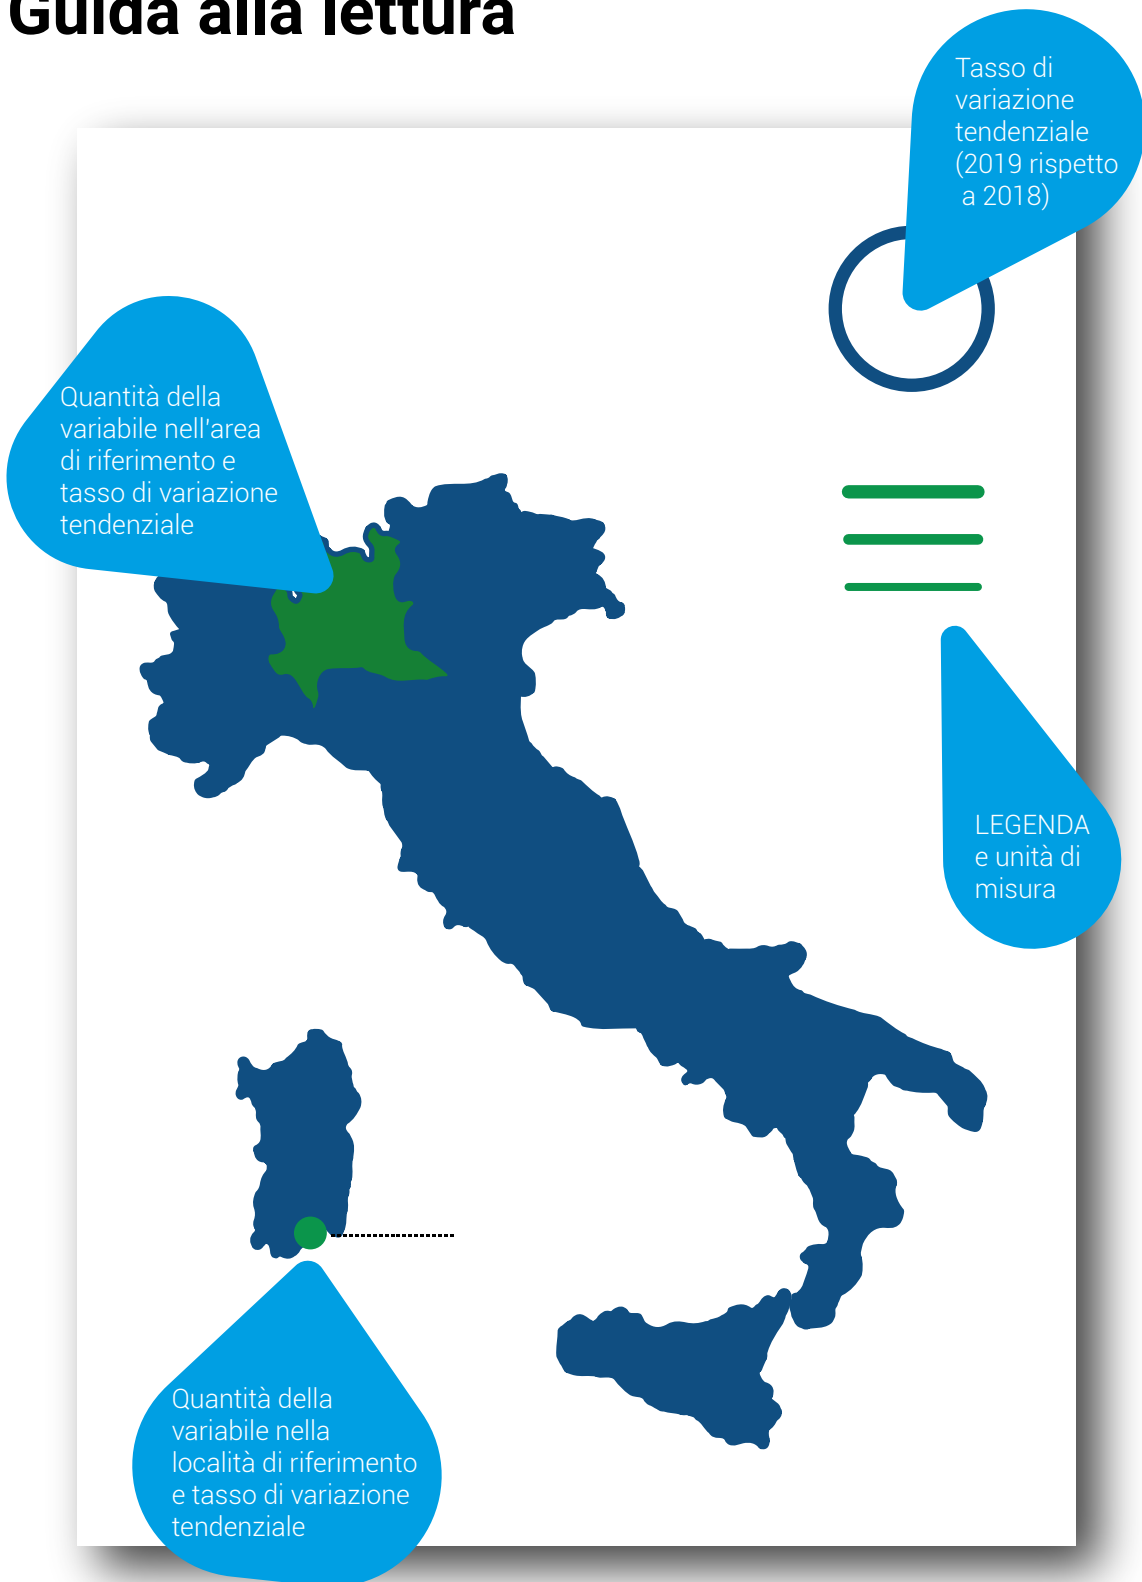 Guida alla lettura
Tasso di
variazione
tendenziale
(2019 rispetto
a 2018)
Quantità della
variabile nell'area
di riferimento e
tasso di variazione
tendenziale
LEGENDA
e unità di
misura
Quantità della
variabile nella
località di riferimento
e tasso di variazione
tendenziale